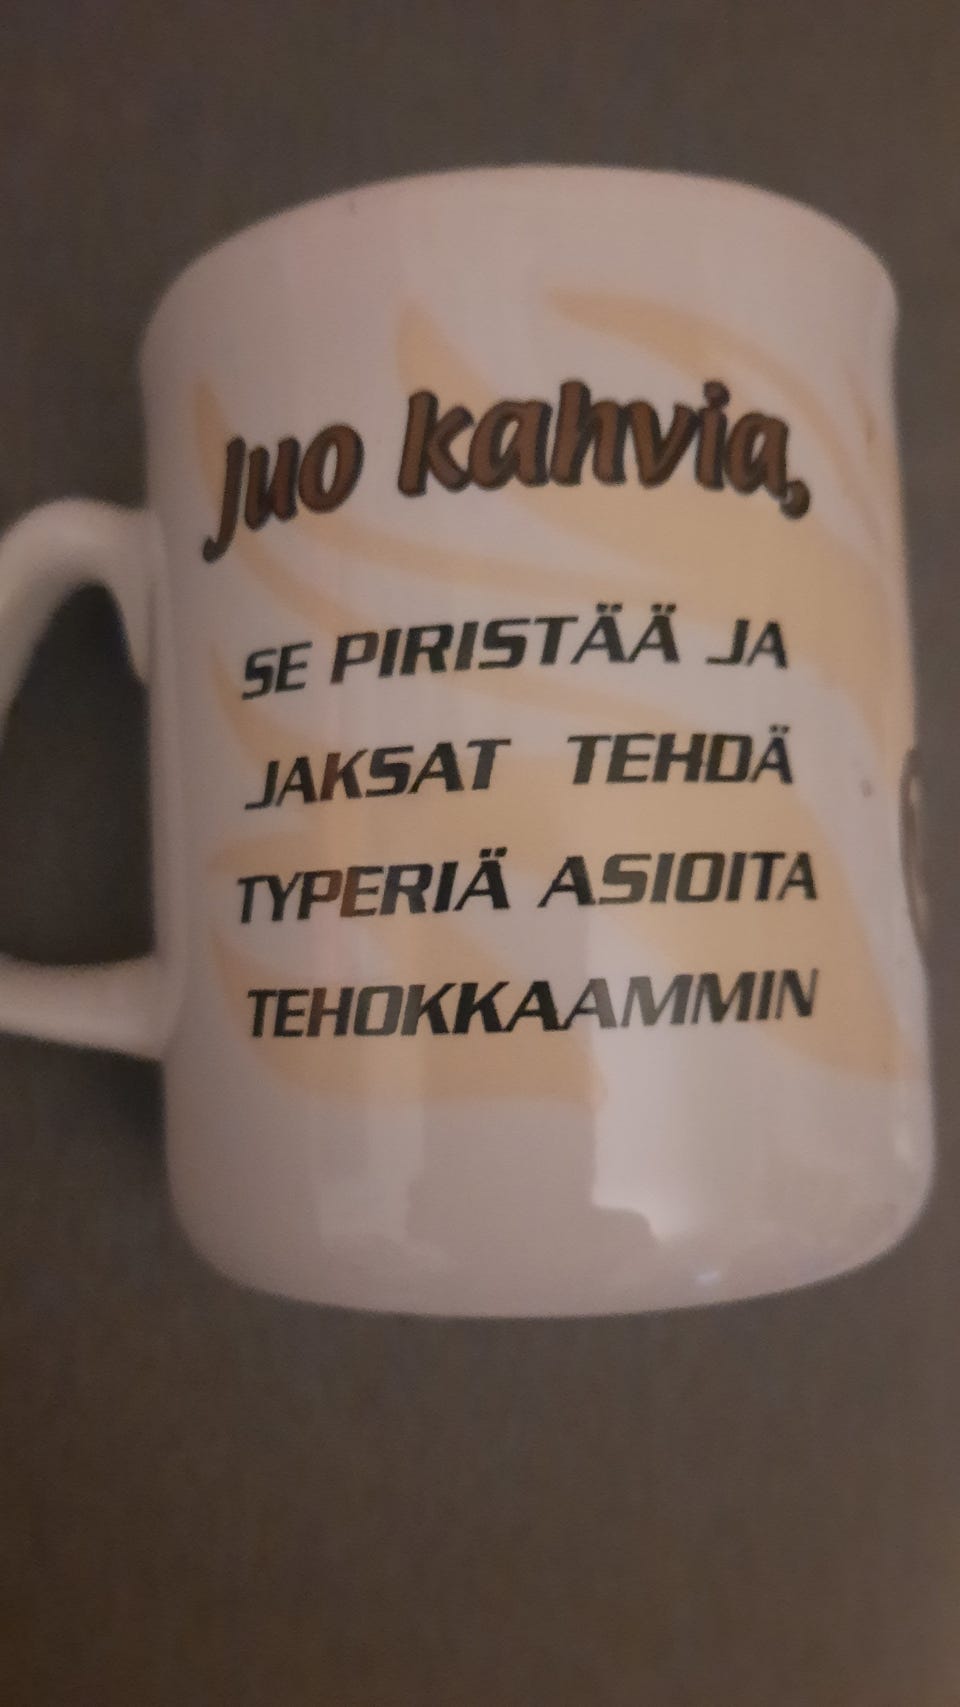 Juo kahvia,
SE PIRISTÄÄ JA
JAKSAT TEHDÄ
TYPERIÄ ASIOITA
TEHOKKAAMMIN